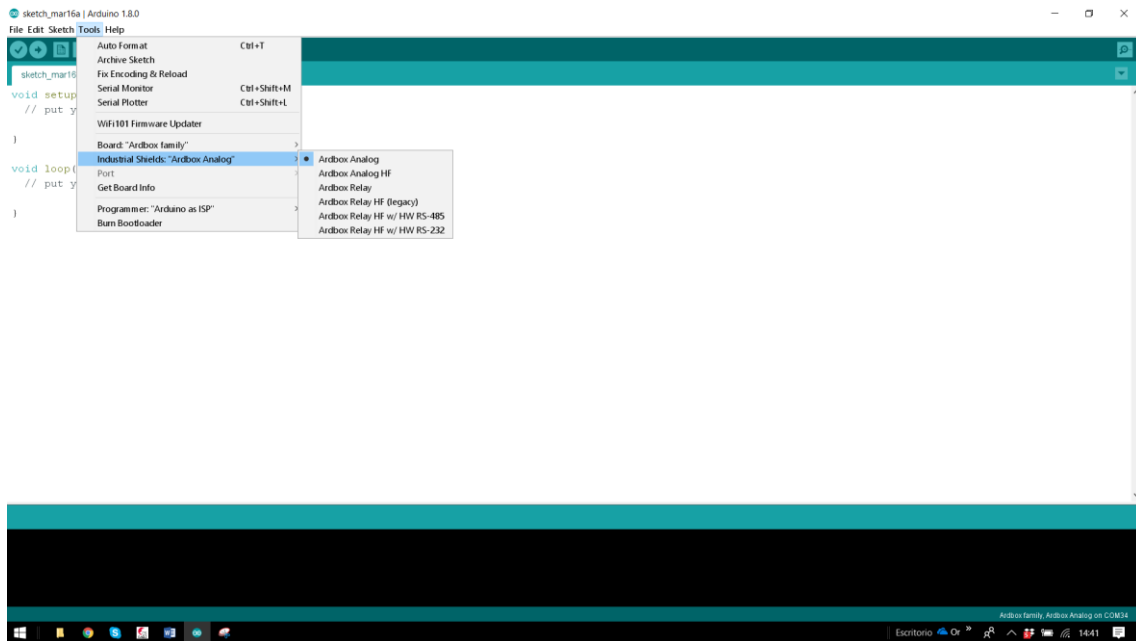 sketch_mar16a | Arduino 1.8.0
File Edit Sketch Tools Help
Auto Format Ctrl+T
Archive Sketch
Fix Encoding & Reload
Serial Monitor Ctrl+Shift+M
Serial Plotter Ctrl+Shift+L
WiFi101 Firmware Updater
Board: "Ardbox family"
Industrial Shields: "Ardbox Analog"
Port
Get Board Info
Programmer: "Arduino as ISP"
Burn Bootloader
Ardbox Analog
Ardbox Analog HF
Ardbox Relay
Ardbox Relay HF (legacy)
Ardbox Relay HF w/ HW RS-485
Ardbox Relay HF w/ HW RS-232
sketch_mar16
void setup
// put y
}
void loop(
// put y
}
Ardbox family, Ardbox Analog on COM34
Escritorio Or » 14:41